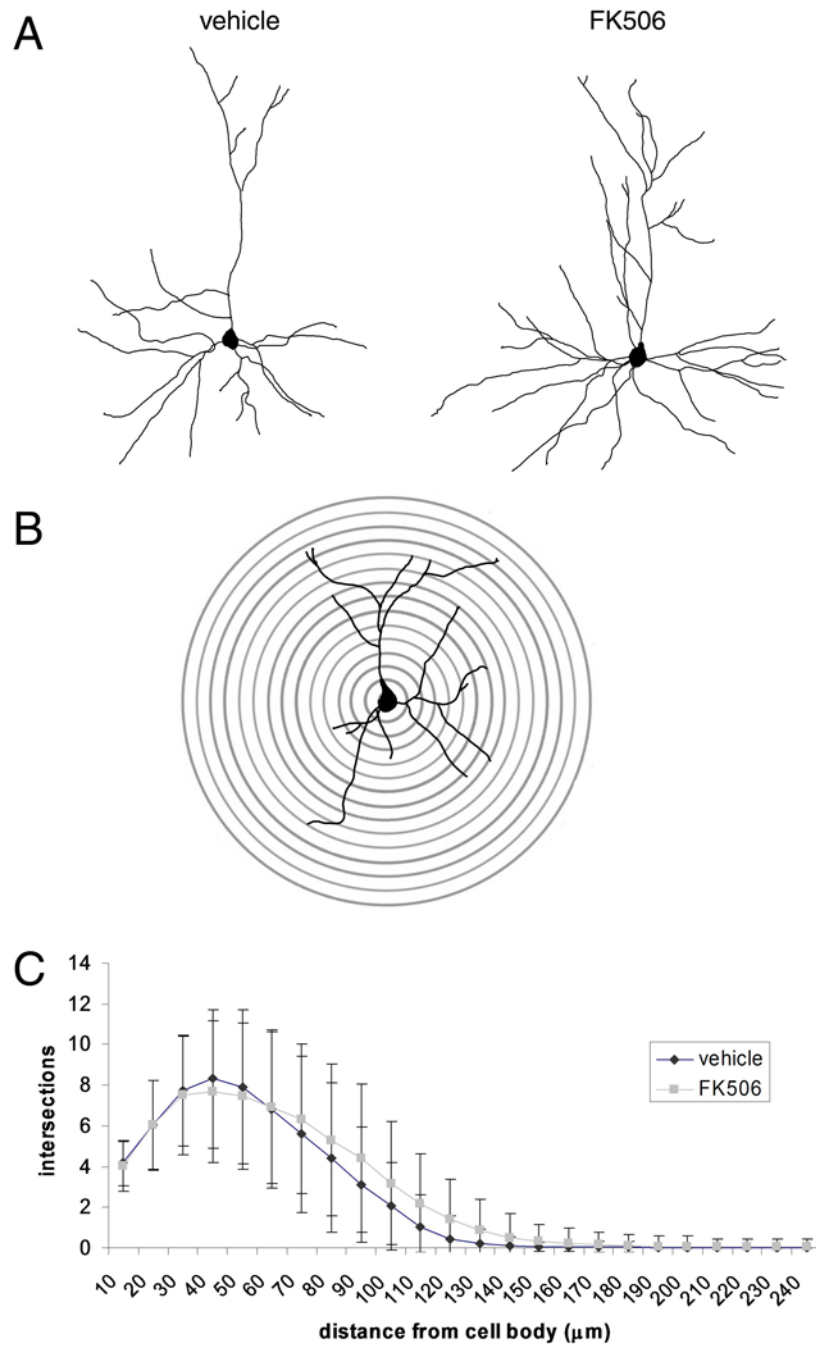 A
vehicle
FK506
B
C
14
12
10
8
6
4
2
0
intersections
vehicle
FK506
10 20 30 40 50 60 70 80 90 100 110 120 130 140 150 160 170 180 190 200 210 220 230 240
distance from cell body (μm)